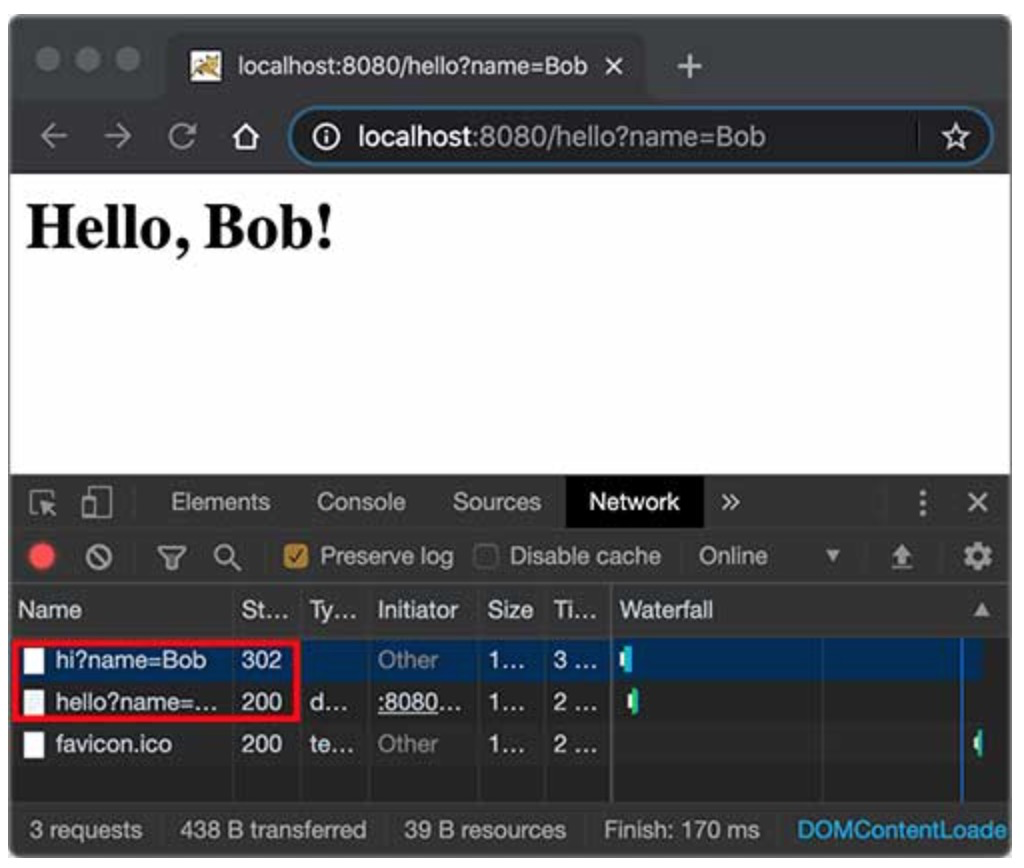 localhost:8080/hello?name=Bob
localhost:8080/hello?name=Bob
Hello, Bob!
Elements Console Sources Network
Preserve log Disable cache Online
Name St... Ty... Initiator Size Ti... Waterfall
hi?name=Bob 302 Other 1... 3 ...
hello?name=... 200 d... :8080... 1... 2 ...
favicon.ico 200 te... Other 1... 2 ...
3 requests 438 B transferred 39 B resources Finish: 170 ms DOMContentLoade